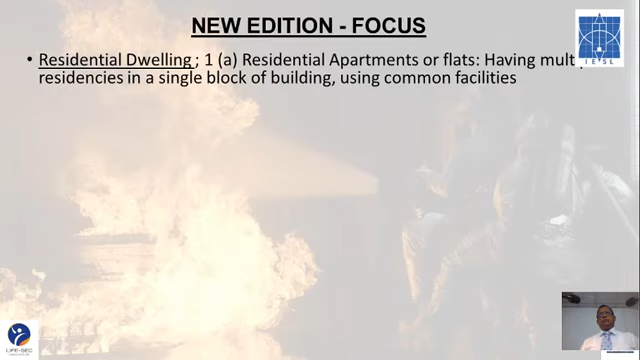 NEW EDITION - FOCUS
• Residential Dwelling ; 1 (a) Residential Apartments or flats: Having
residencies in a single block of building, using common facilities
IESL
LIFE-SEC